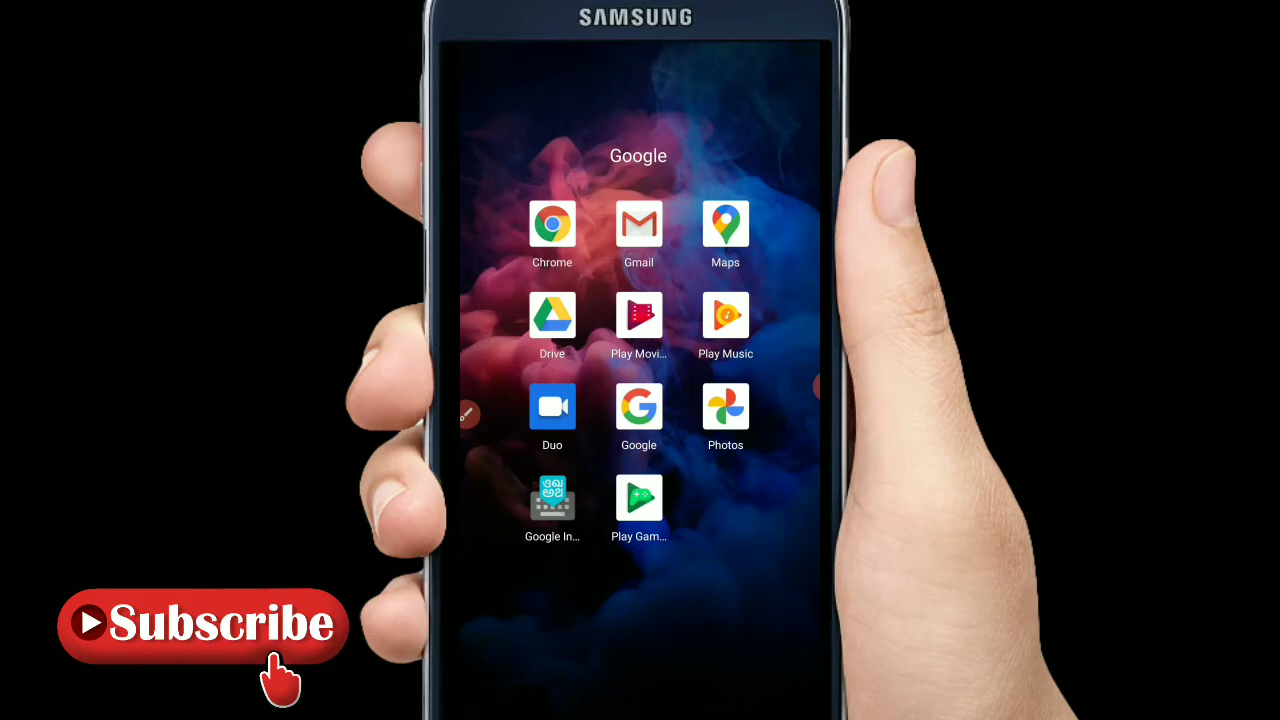 SAMSUNG
Google
Chrome
Gmail
Maps
Drive
Play Movi...
Play Music
Duo
Google
Photos
Google In...
Play Gam...
Subscribe